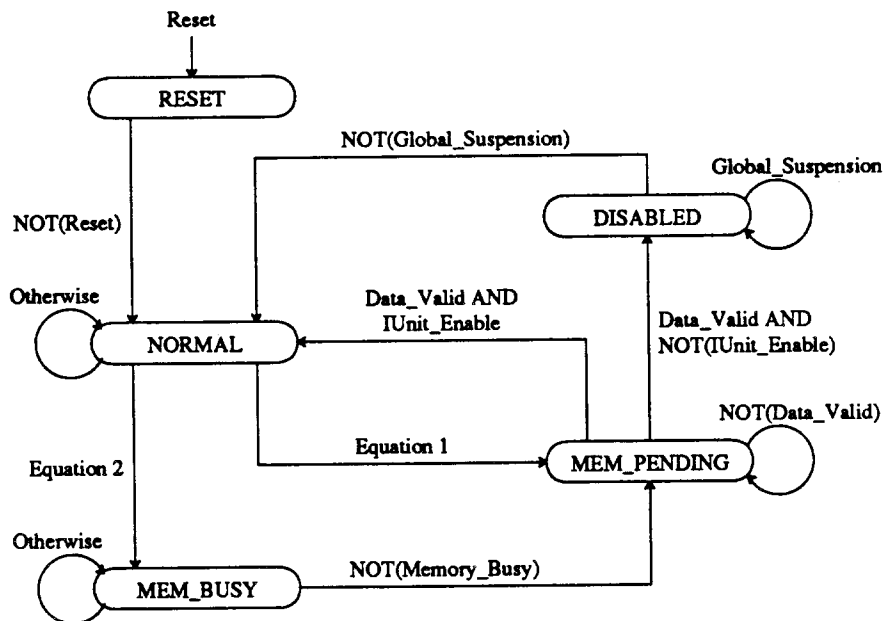 Reset
RESET
NOT(Global_Suspension)
Global_Suspension
DISABLED
NOT(Reset)
Otherwise
Data_Valid AND
IUnit_Enable
Data_Valid AND
NOT(IUnit_Enable)
NORMAL
NOT(Data_Valid)
Equation 1
MEM_PENDING
Equation 2
Otherwise
NOT(Memory_Busy)
MEM_BUSY